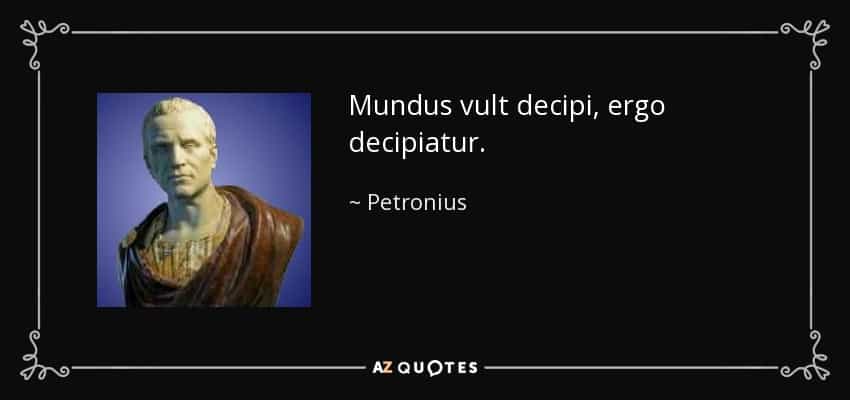 Mundus vult decipi, ergo
decipiatur.
~ Petronius
AZ QUOTES